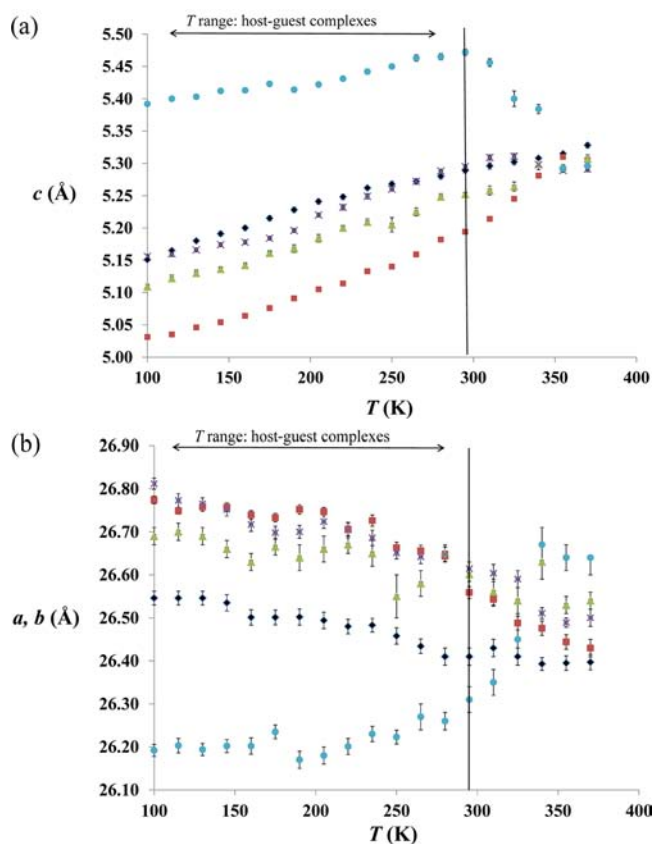 (a)
T range: host-guest complexes
5.50
5.45
5.40
5.35
5.30
c (Å)
5.25
5.20
5.15
5.10
5.05
5.00
100 150 200 250 300 350 400
T (K)
(b)
26.90
T range: host-guest complexes
26.80
26.70
26.60
a, b (Å)
26.50
26.40
26.30
26.20
26.10
100 150 200 250 300 350 400
T (K)